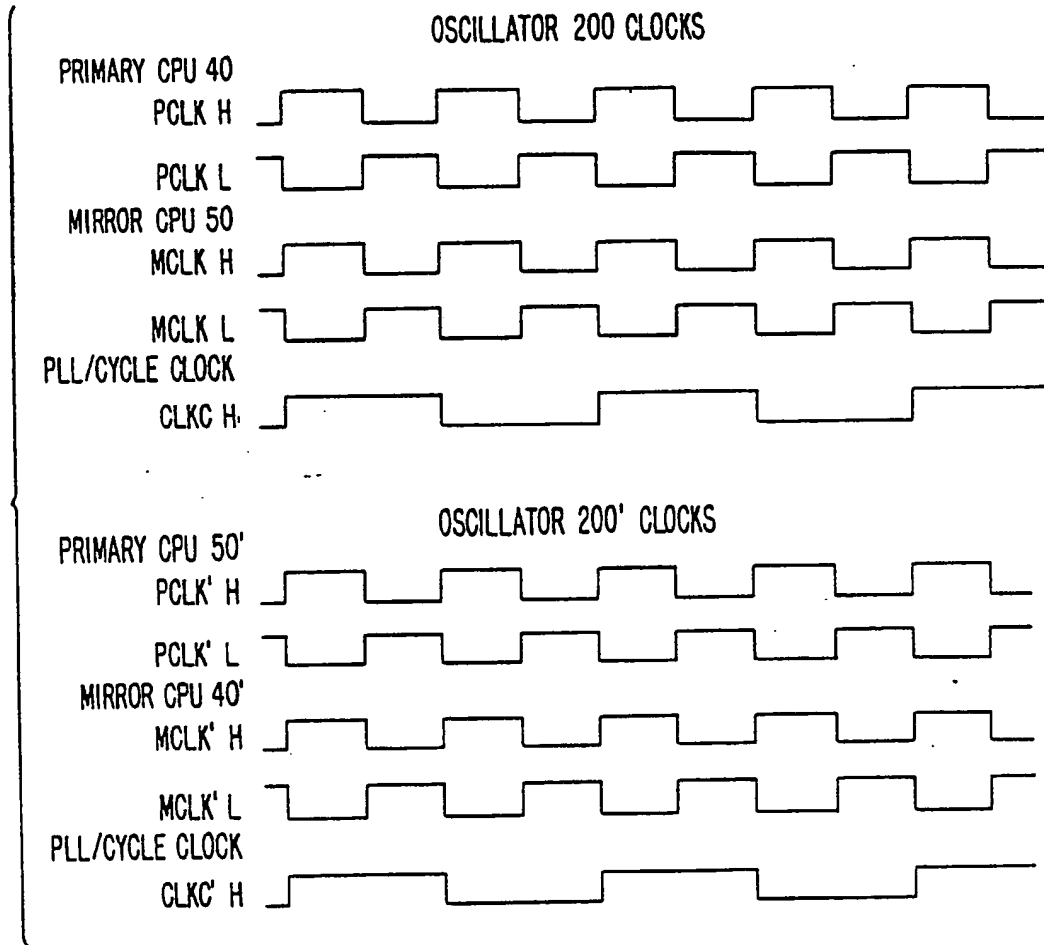 OSCILLATOR 200 CLOCKS
PRIMARY CPU 40
PCLK H
PCLK L
MIRROR CPU 50
MCLK H
MCLK L
PLL/CYCLE CLOCK
CLKC H
OSCILLATOR 200' CLOCKS
PRIMARY CPU 50'
PCLK' H
PCLK' L
MIRROR CPU 40'
MCLK' H
MCLK' L
PLL/CYCLE CLOCK
CLKC' H